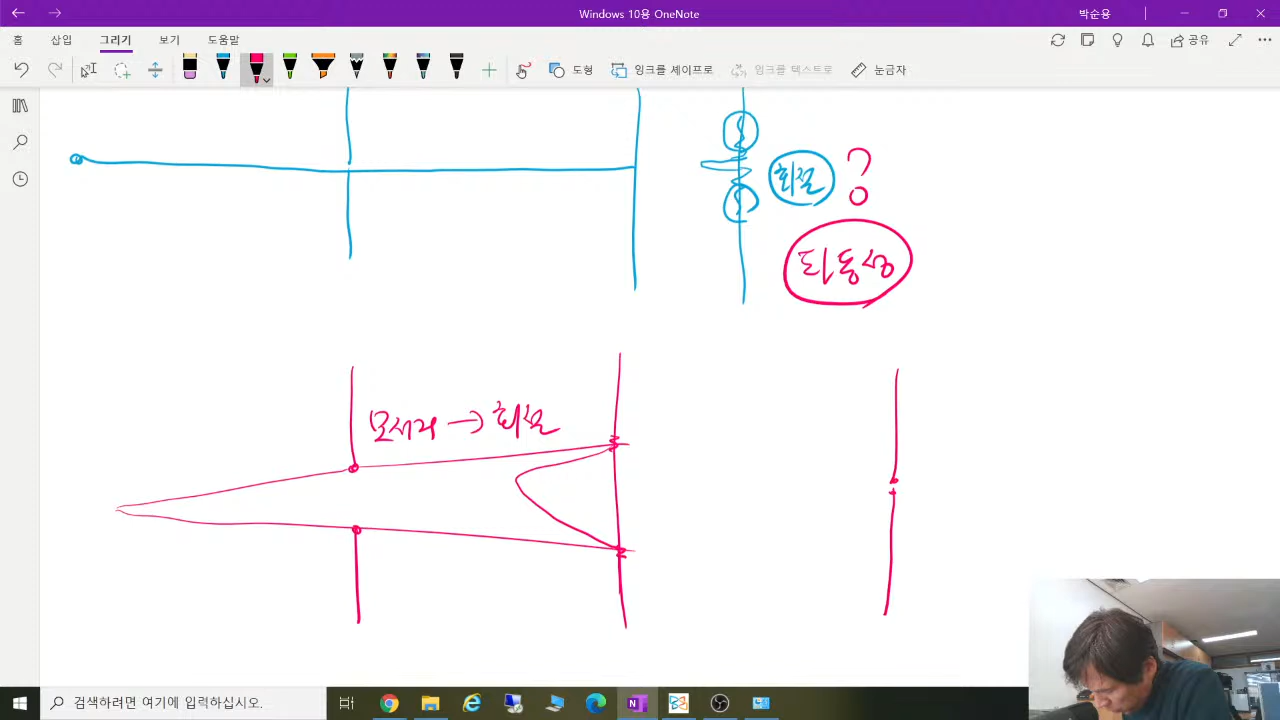 Windows 10용 OneNote
박순용
홈 삽입 그리기 보기 도움말
공유
도형 잉크를 셰이프로 잉크를 텍스트로 눈금자
회절 ?
파동성
모서리 → 회절
검색하려면 여기에 입력하십시오.